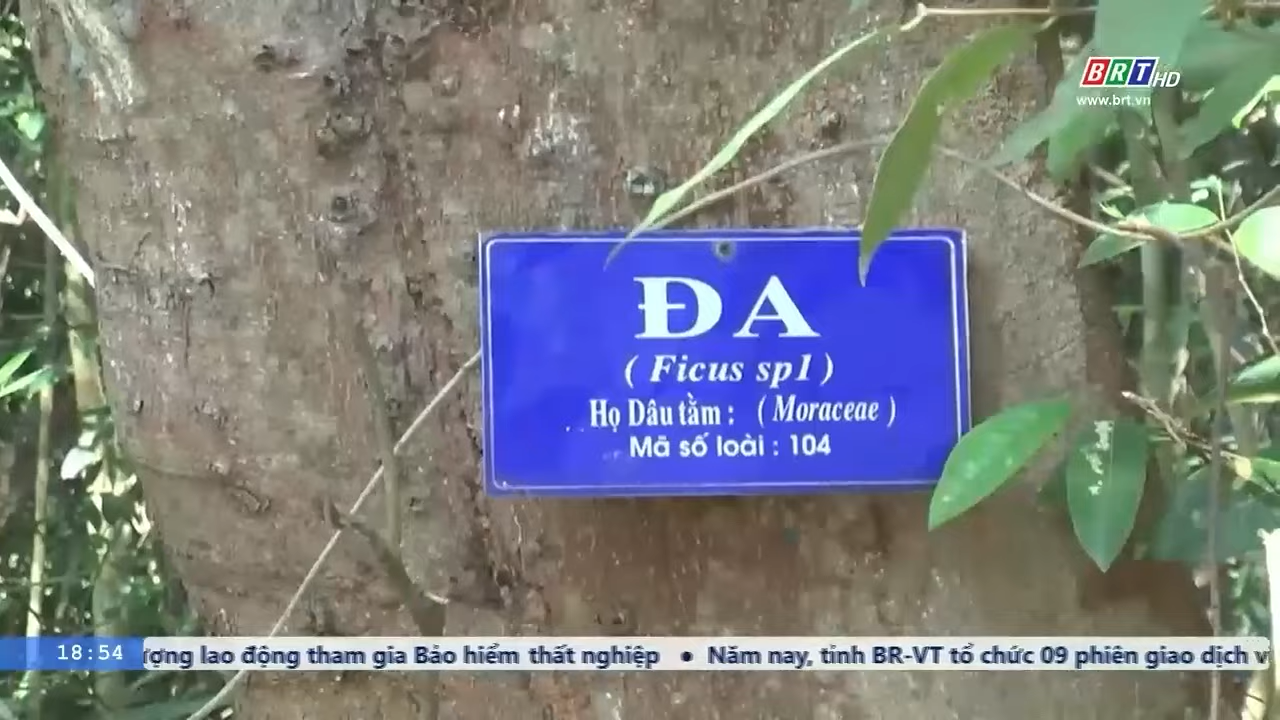 BRT HD
www.brt.vn
ĐA
( Ficus sp1 )
Họ Dâu tằm : ( Moraceae )
Mã số loài : 104
18:54 lao động tham gia Bảo hiểm thất nghiệp • Năm nay, tỉnh BR-VT tổ chức 09 phiên giao dịch